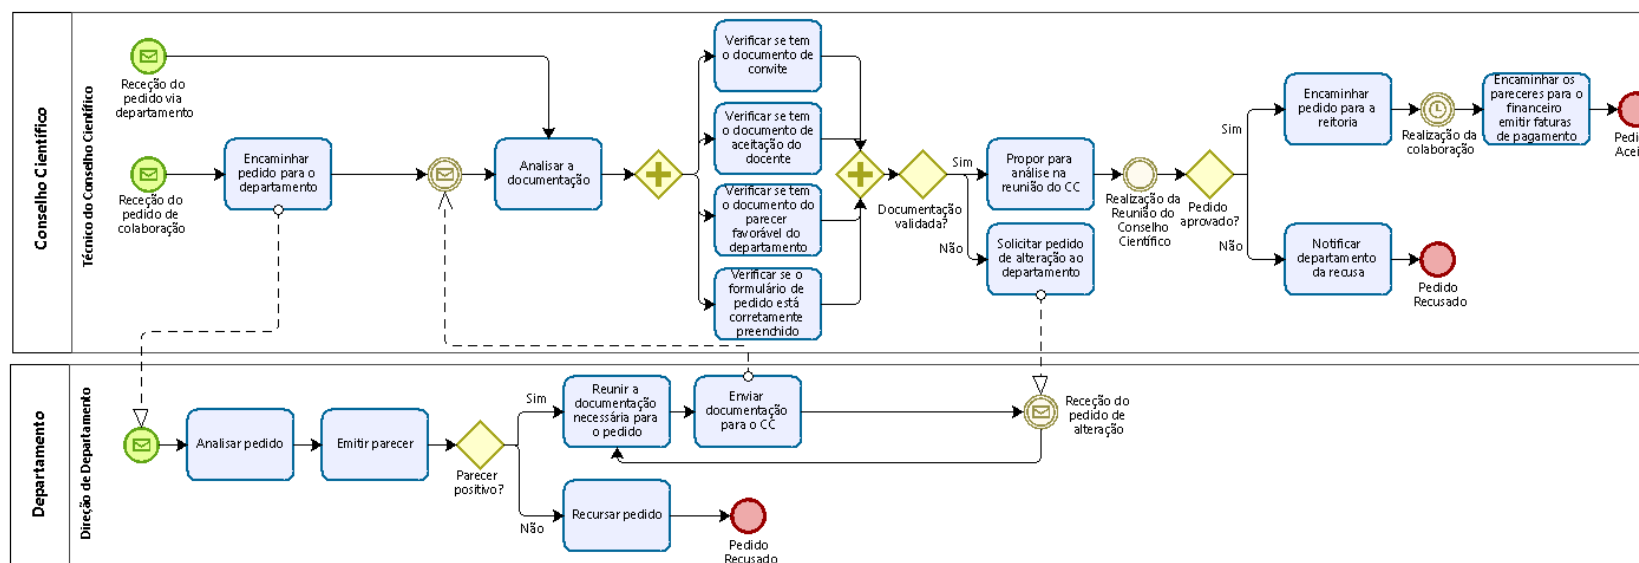 Conselho Científico
Técnico do Conselho Científico
Receção do
pedido via
departamento
Receção do
pedido de
colaboração
Encaminhar
pedido para o
departamento
Analisar a
documentação
Verificar se tem
o documento de
convite
Verificar se tem
o documento de
aceitação do
docente
Verificar se tem
o documento do
parecer
favorável do
departamento
Verificar se o
formulário de
pedido está
corretamente
preenchido
Documentação
validada?
Sim
Não
Propor para
análise na
reunião do CC
Solicitar pedido
de alteração ao
departamento
Realização da
Reunião do
Conselho
Científico
Pedido
aprovado?
Sim
Não
Encaminhar
pedido para a
reitoria
Realização da
colaboração
Encaminhar os
pareceres para o
financeiro
emitir faturas
de pagamento
Pedi
Acei
Notificar
departamento
da recusa
Pedido
Recusado
Departamento
Direção de Departamento
Analisar pedido
Emitir parecer
Parecer
positivo?
Sim
Não
Reunir a
documentação
necessária para
o pedido
Enviar
documentação
para o CC
Receção do
pedido de
alteração
Recursar pedido
Pedido
Recusado